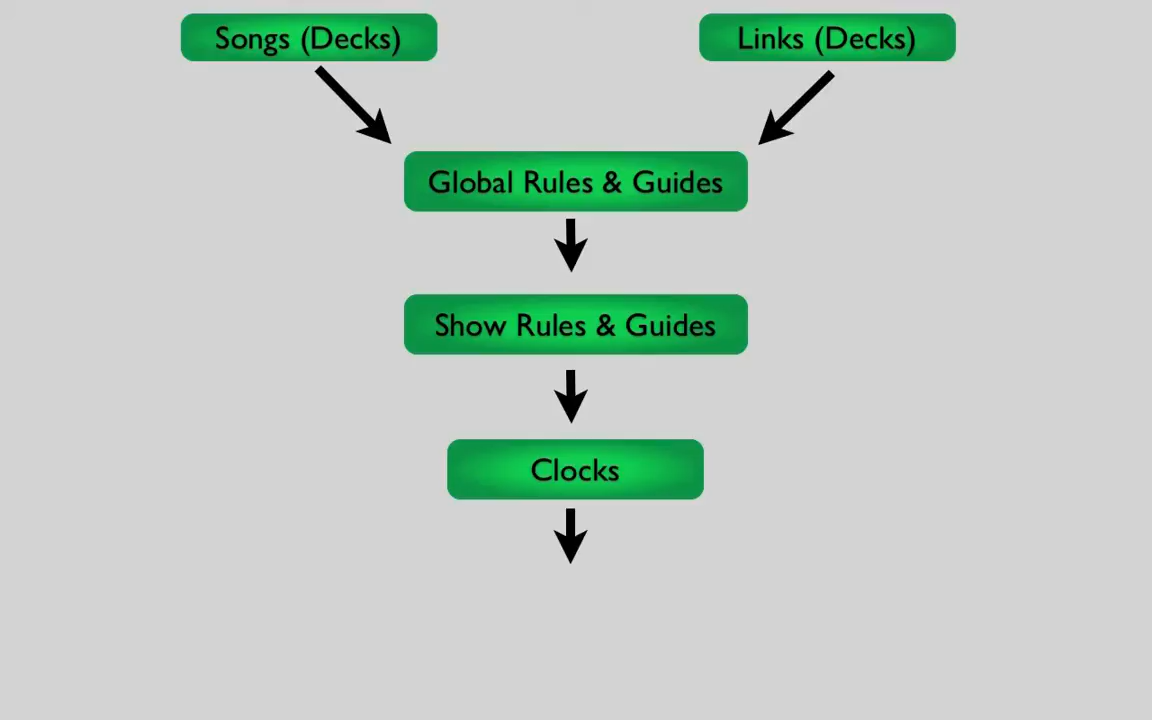 Songs (Decks)
Links (Decks)
Global Rules & Guides
Show Rules & Guides
Clocks